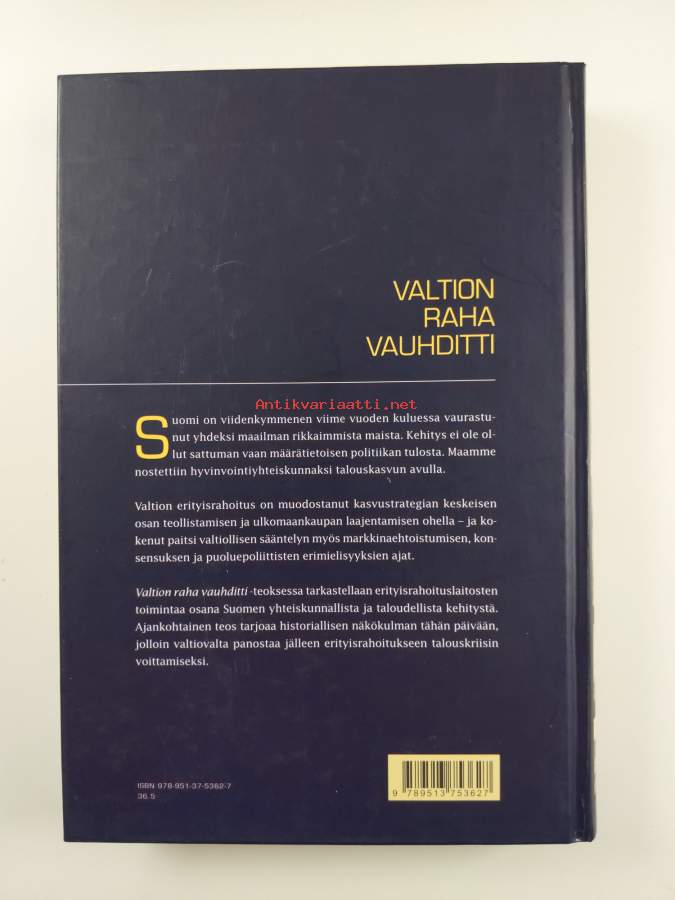 VALTION
RAHA
VAUHDITTI
Antikvariaatti.net
Suomi on viidenkymmenen viime vuoden kuluessa vaurastu-
nut yhdeksi maailman rikkaimmista maista. Kehitys ei ole ol-
lut sattuman vaan määrätietoisen politiikan tulosta. Maamme
nostettiin hyvinvointiyhteiskunnaksi talouskasvun avulla.
Valtion erityisrahoitus on muodostanut kasvustrategian keskeisen
osan teollistamisen ja ulkomaankaupan laajentamisen ohella – ja ko-
kenut paitsi valtiollisen sääntelyn myös markkinaehtoistumisen, kon-
sensuksen ja puoluepoliittisten erimielisyyksien ajat.
Valtion raha vauhditti -teoksessa tarkastellaan erityisrahoituslaitosten
toimintaa osana Suomen yhteiskunnallista ja taloudellista kehitystä.
Ajankohtainen teos tarjoaa historiallisen näkökulman tähän päivään,
jolloin valtiovalta panostaa jälleen erityisrahoitukseen talouskriisin
voittamiseksi.
ISBN 978-951-37-5362-7
36.5
9 789513 753627